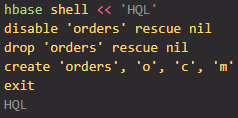 hbase shell << 'HQL'
disable 'orders' rescue nil
drop 'orders' rescue nil
create 'orders', 'o', 'c', 'm'
exit
HQL